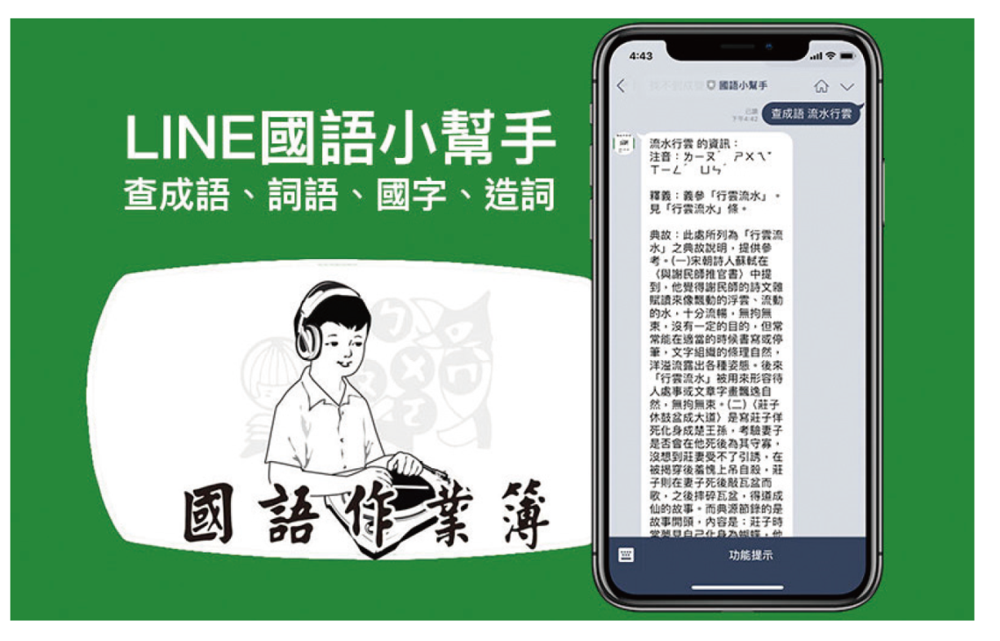 LINE國語小幫手
查成語、詞語、國字、造詞
國語作業簿
4:43
國語小幫手
已讀
下午4:42
查成語 流水行雲
流水行雲 的資訊：
注音：ㄌㄧㄡˊ ㄕㄨㄟˇ
ㄒㄧㄥˊ ㄩㄣˊ
釋義：義參「行雲流水」。
見「行雲流水」條。
典故：此處所列為「行雲流
水」之典故說明，提供參
考。(一)宋朝詩人蘇軾在
〈與謝民師推官書〉中提
到，他覺得謝民師的詩文雜
賦讀來像飄動的浮雲、流動
的水，十分流暢，無拘無
束，沒有一定的目的，但常
常能在適當的時候書寫或停
筆，文字組織的條理自然，
洋溢流露出各種姿態。後來
「行雲流水」被用來形容待
人處事或文章字畫飄逸自
然，無拘無束。(二)〈莊子
休鼓盆成大道〉是寫莊子佯
死化身成楚王孫，考驗妻子
是否會在他死後為其守寡，
沒想到莊妻受不了引誘，在
被揭穿後羞愧上吊自殺，莊
子則在妻子死後敲瓦盆而
歌，之後摔碎瓦盆，得道成
仙的故事。而典源節錄的是
故事開頭，內容是：莊子時
常夢見自己化身為蝴蝶，他
功能提示